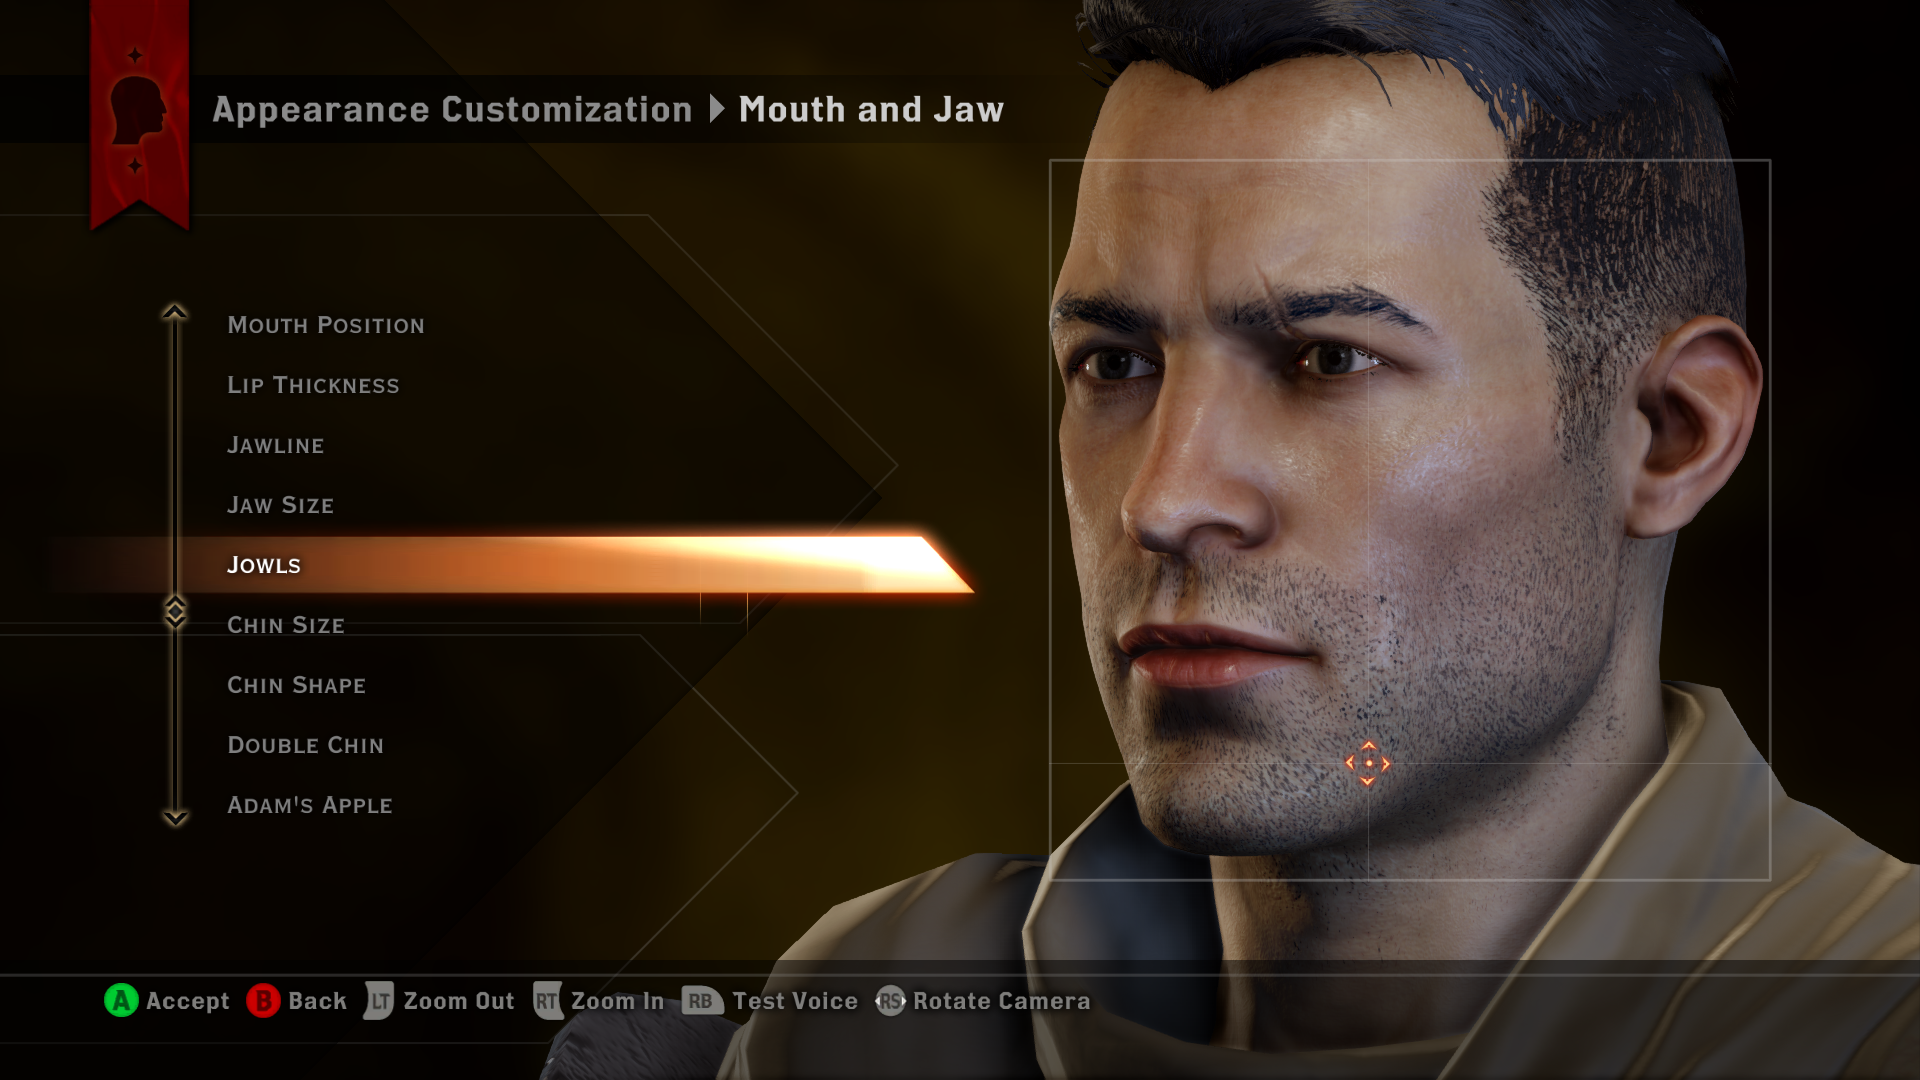 Appearance Customization ▶ Mouth and Jaw
Mouth Position
Lip Thickness
Jawline
Jaw Size
Jowls
Chin Size
Chin Shape
Double Chin
Adam's Apple
A Accept B Back LT Zoom Out RT Zoom In RB Test Voice RS Rotate Camera